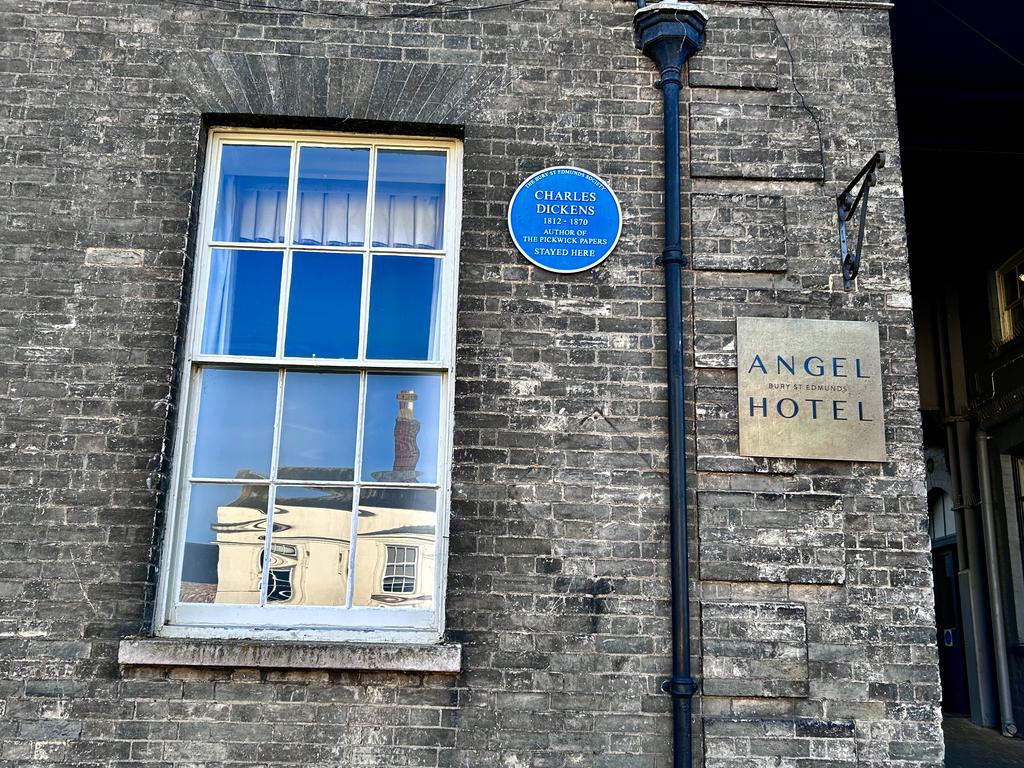 THE BURY ST EDMUNDS SOCIETY
CHARLES
DICKENS
1812 - 1870
AUTHOR OF
THE PICKWICK PAPERS
STAYED HERE
ANGEL
BURY ST EDMUNDS
HOTEL